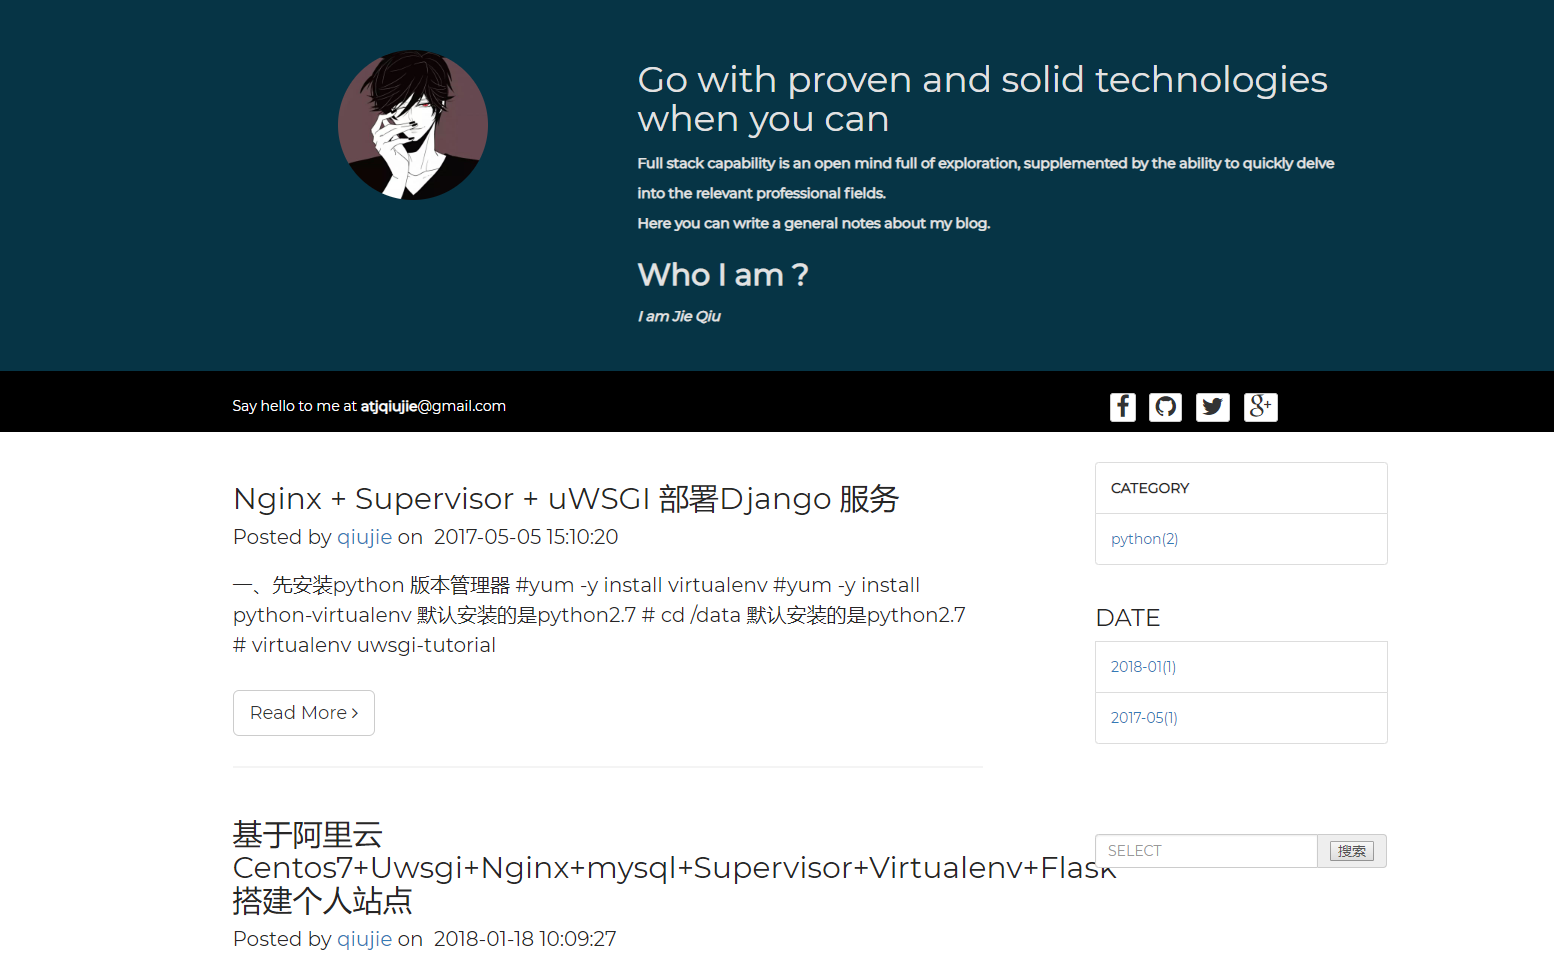 Go with proven and solid technologies
when you can
Full stack capability is an open mind full of exploration, supplemented by the ability to quickly delve
into the relevant professional fields.
Here you can write a general notes about my blog.
Who I am ?
I am Jie Qiu
Say hello to me at atjqiujie@gmail.com
Nginx + Supervisor + uWSGI 部署Django 服务
Posted by qiujie on 2017-05-05 15:10:20
一、先安装python 版本管理器 #yum -y install virtualenv #yum -y install
python-virtualenv 默认安装的是python2.7 # cd /data 默认安装的是python2.7
# virtualenv uwsgi-tutorial
Read More
基于阿里云
Centos7+Uwsgi+Nginx+mysql+Supervisor+Virtualenv+Flask
搭建个人站点
Posted by qiujie on 2018-01-18 10:09:27
CATEGORY
python(2)
DATE
2018-01(1)
2017-05(1)
SELECT 搜索